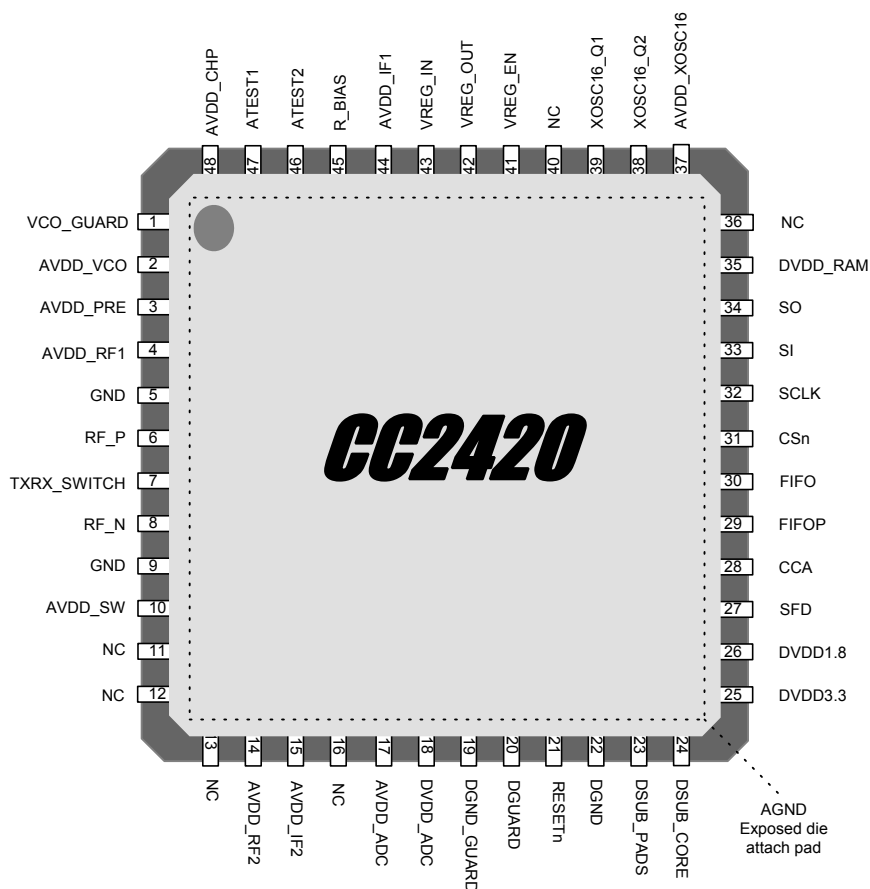 AVDD_CHP
ATEST1
ATEST2
R_BIAS
AVDD_IF1
VREG_IN
VREG_OUT
VREG_EN
NC
XOSC16_Q1
XOSC16_Q2
AVDD_XOSC16
48
47
46
45
44
43
42
41
40
39
38
37
VCO_GUARD 1
AVDD_VCO 2
AVDD_PRE 3
AVDD_RF1 4
GND 5
RF_P 6
TXRX_SWITCH 7
RF_N 8
GND 9
AVDD_SW 10
NC 11
NC 12
CC2420
36 NC
35 DVDD_RAM
34 SO
33 SI
32 SCLK
31 CSn
30 FIFO
29 FIFOP
28 CCA
27 SFD
26 DVDD1.8
25 DVDD3.3
13
14
15
16
17
18
19
20
21
22
23
24
NC
AVDD_RF2
AVDD_IF2
NC
AVDD_ADC
DVDD_ADC
DGND_GUARD
DGUARD
RESETn
DGND
DSUB_PADS
DSUB_CORE
AGND
Exposed die
attach pad